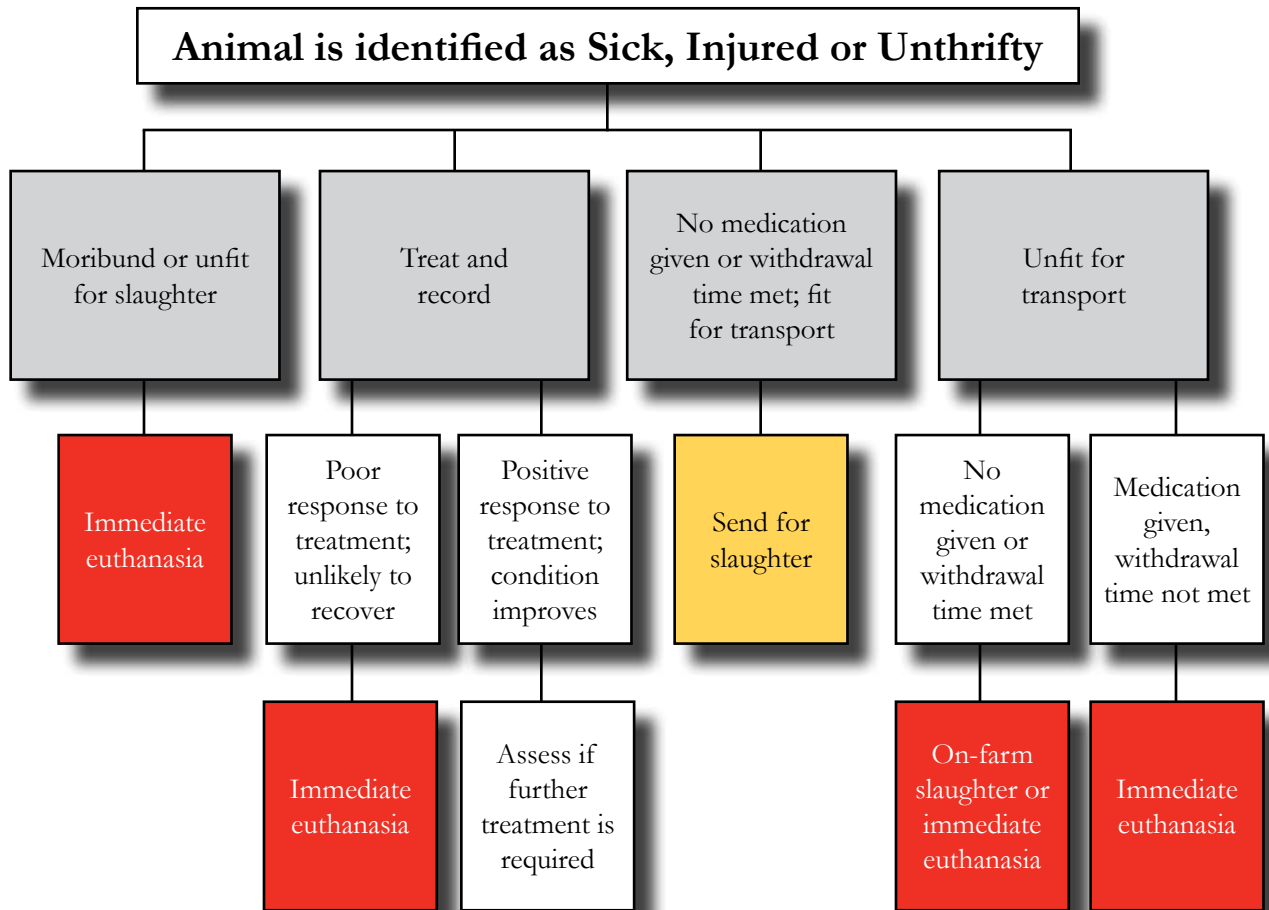 Animal is identified as Sick, Injured or Unthrifty
Moribund or unfit
for slaughter
Treat and
record
No medication
given or withdrawal
time met; fit
for transport
Unfit for
transport
Immediate
euthanasia
Poor
response to
treatment;
unlikely to
recover
Positive
response to
treatment;
condition
improves
Send for
slaughter
No
medication
given or
withdrawal
time met
Medication
given,
withdrawal
time not met
Immediate
euthanasia
Assess if
further
treatment is
required
On-farm
slaughter or
immediate
euthanasia
Immediate
euthanasia